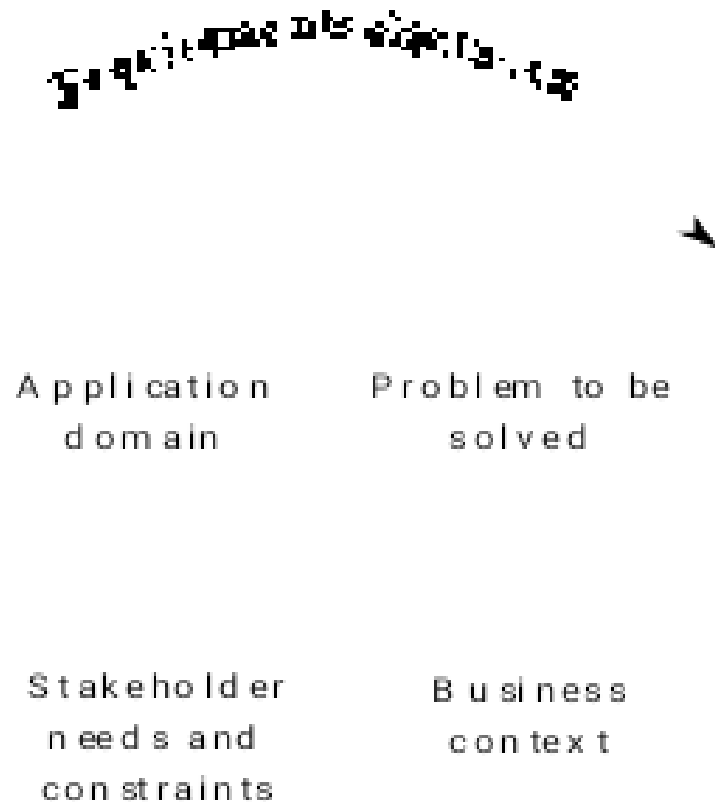 Application
domain
Problem to be
solved
Stakeholder
needs and
constraints
Business
context